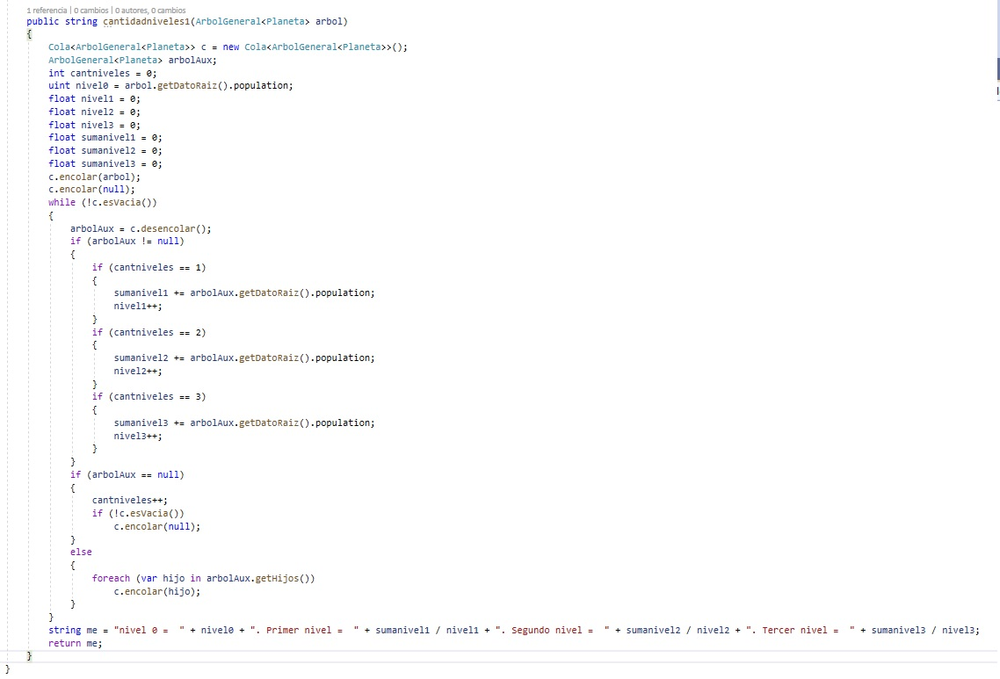 1 referencia | 0 cambios | 0 autores, 0 cambios
public string cantidadniveles1(ArbolGeneral<Planeta> arbol)
{
Cola<ArbolGeneral<Planeta>> c = new Cola<ArbolGeneral<Planeta>>();
ArbolGeneral<Planeta> arbolAux;
int cantniveles = 0;
uint nivel0 = arbol.getDatoRaiz().population;
float nivel1 = 0;
float nivel2 = 0;
float nivel3 = 0;
float sumanivel1 = 0;
float sumanivel2 = 0;
float sumanivel3 = 0;
c.encolar(arbol);
c.encolar(null);
while (!c.esVacia())
{
arbolAux = c.desencolar();
if (arbolAux != null)
{
if (cantniveles == 1)
{
sumanivel1 += arbolAux.getDatoRaiz().population;
nivel1++;
}
if (cantniveles == 2)
{
sumanivel2 += arbolAux.getDatoRaiz().population;
nivel2++;
}
if (cantniveles == 3)
{
sumanivel3 += arbolAux.getDatoRaiz().population;
nivel3++;
}
}
if (arbolAux == null)
{
cantniveles++;
if (!c.esVacia())
c.encolar(null);
}
else
{
foreach (var hijo in arbolAux.getHijos())
c.encolar(hijo);
}
}
string me = "nivel 0 =  " + nivel0 + ". Primer nivel =  " + sumanivel1 / nivel1 + ". Segundo nivel =  " + sumanivel2 / nivel2 + ". Tercer nivel =  " + sumanivel3 / nivel3;
return me;
}
}